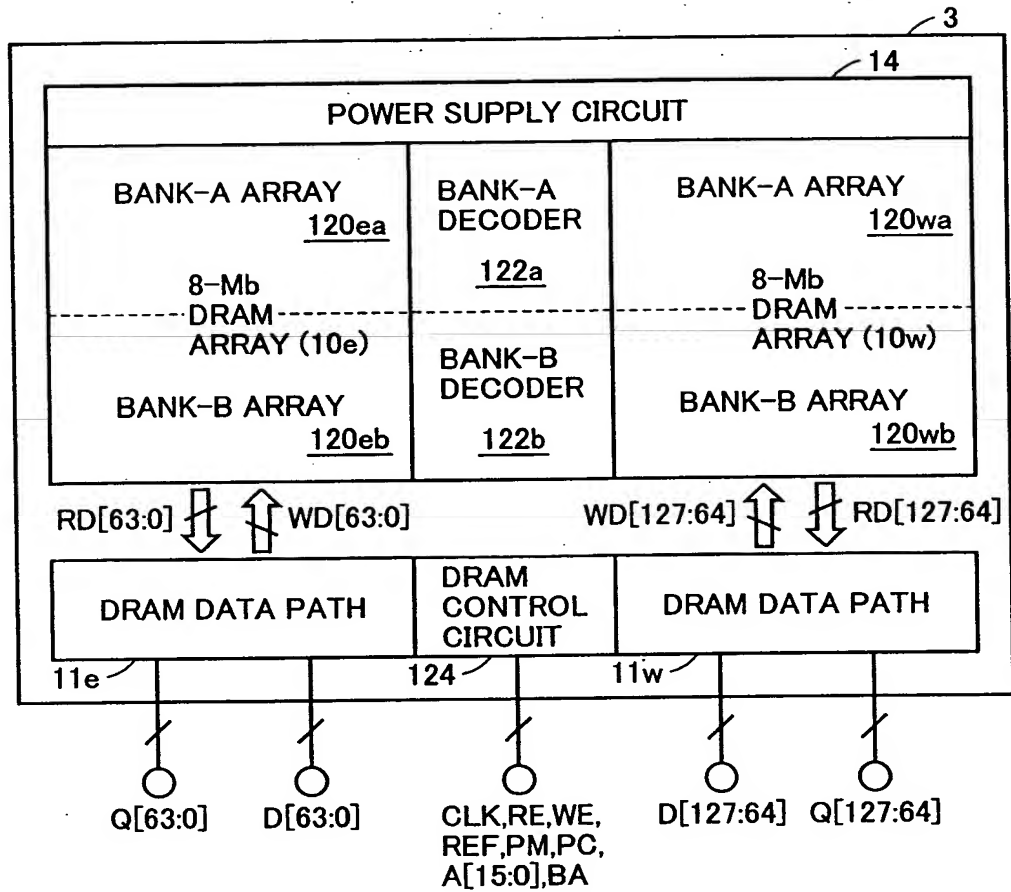 3
14
POWER SUPPLY CIRCUIT
BANK-A ARRAY
120ea
BANK-A
DECODER
122a
BANK-A ARRAY
120wa
8-Mb
DRAM
ARRAY (10e)
8-Mb
DRAM
ARRAY (10w)
BANK-B
DECODER
122b
BANK-B ARRAY
120eb
BANK-B ARRAY
120wb
RD[63:0]
WD[63:0]
WD[127:64]
RD[127:64]
DRAM DATA PATH
DRAM
CONTROL
CIRCUIT
DRAM DATA PATH
11e
124
11w
Q[63:0]
D[63:0]
CLK,RE,WE,
REF,PM,PC,
A[15:0],BA
D[127:64]
Q[127:64]